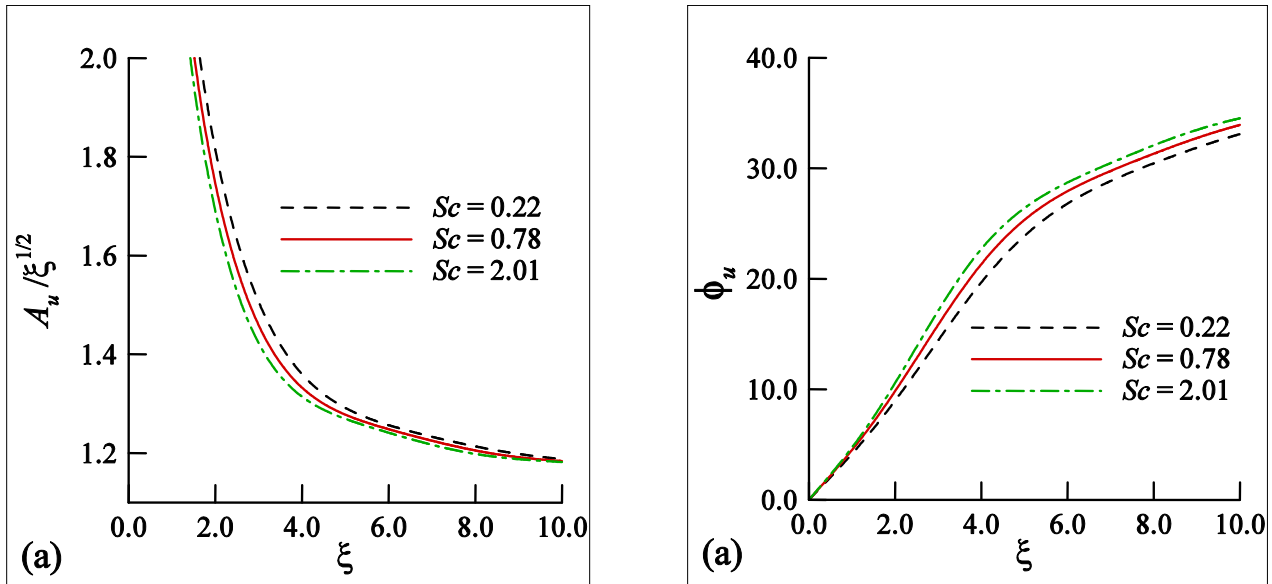 2.0
1.8
1.6
1.4
1.2
A_u/ξ^{1/2}
Sc = 0.22
Sc = 0.78
Sc = 2.01
0.0 2.0 4.0 6.0 8.0 10.0
ξ
(a)
40.0
30.0
20.0
10.0
0.0
ϕ_u
Sc = 0.22
Sc = 0.78
Sc = 2.01
0.0 2.0 4.0 6.0 8.0 10.0
ξ
(a)